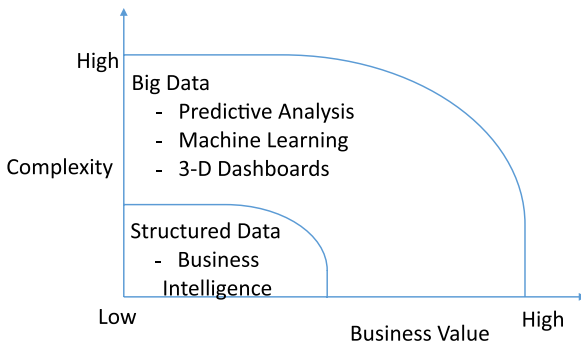 High
Big Data
- Predictive Analysis
- Machine Learning
- 3-D Dashboards
Complexity
Structured Data
- Business
Intelligence
Low
High
Business Value